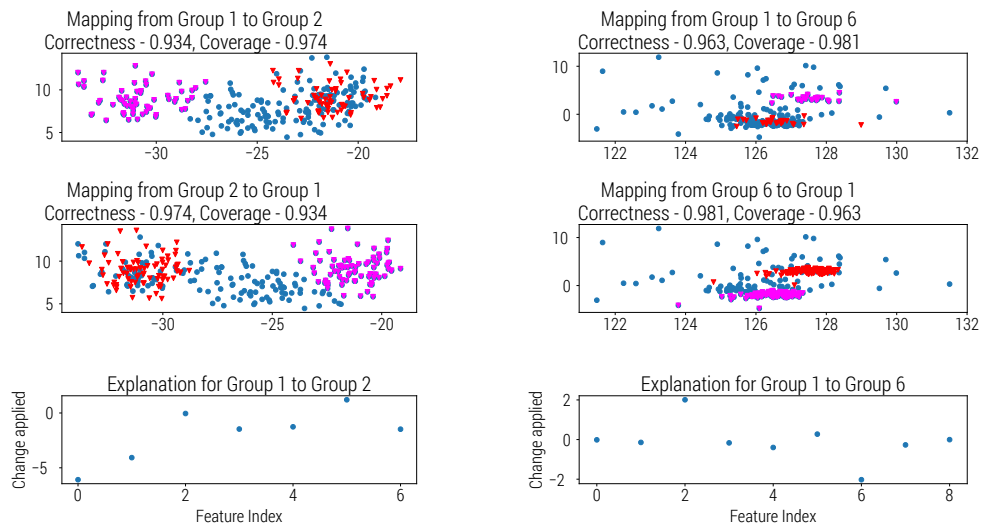 Mapping from Group 1 to Group 2
Correctness - 0.934, Coverage - 0.974
10
5
−30
−25
−20
Mapping from Group 1 to Group 6
Correctness - 0.963, Coverage - 0.981
10
0
122
124
126
128
130
132
Mapping from Group 2 to Group 1
Correctness - 0.974, Coverage - 0.934
10
5
−30
−25
−20
Mapping from Group 6 to Group 1
Correctness - 0.981, Coverage - 0.963
10
0
122
124
126
128
130
132
Explanation for Group 1 to Group 2
Change applied
0
−5
0
2
4
6
Feature Index
Explanation for Group 1 to Group 6
Change applied
2
0
−2
0
2
4
6
8
Feature Index